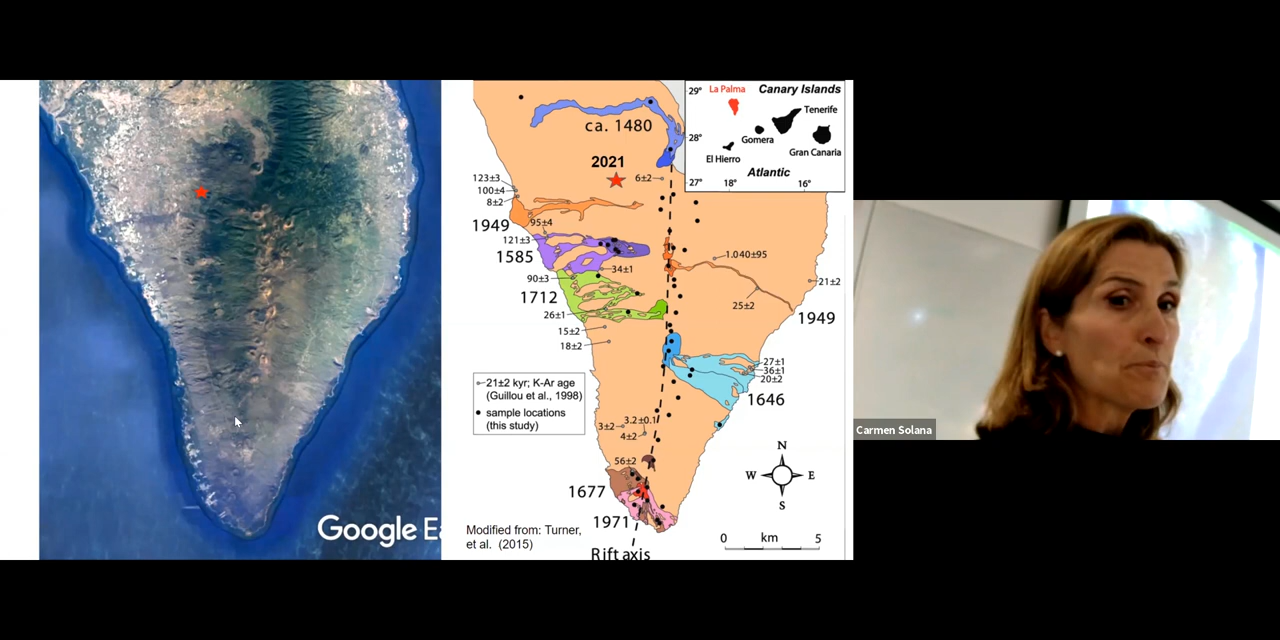 Google Ea
29°
28°
27°
18°
16°
La Palma
Canary Islands
Tenerife
Gomera
Gran Canaria
El Hierro
Atlantic
ca. 1480
2021
6±2
123±3
100±4
8±2
1949
95±4
121±3
1585
34±1
90±3
1712
26±1
15±2
18±2
1.040±95
21±2
25±2
1949
27±1
36±1
20±2
1646
21±2 kyr; K-Ar age
(Guillou et al., 1998)
sample locations
(this study)
3.2±0.1
3±2
4±2
56±2
1677
1971
N
W E
S
Modified from: Turner,
et al. (2015)
Rift axis
0 km 5
Carmen Solana